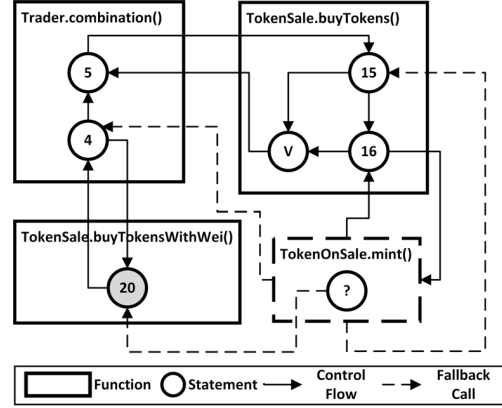 Trader.combination()
TokenSale.buyTokens()
5
15
4
V
16
TokenSale.buyTokensWithWei()
TokenOnSale.mint()
20
?
Function
Statement
Control
Flow
Fallback
Call